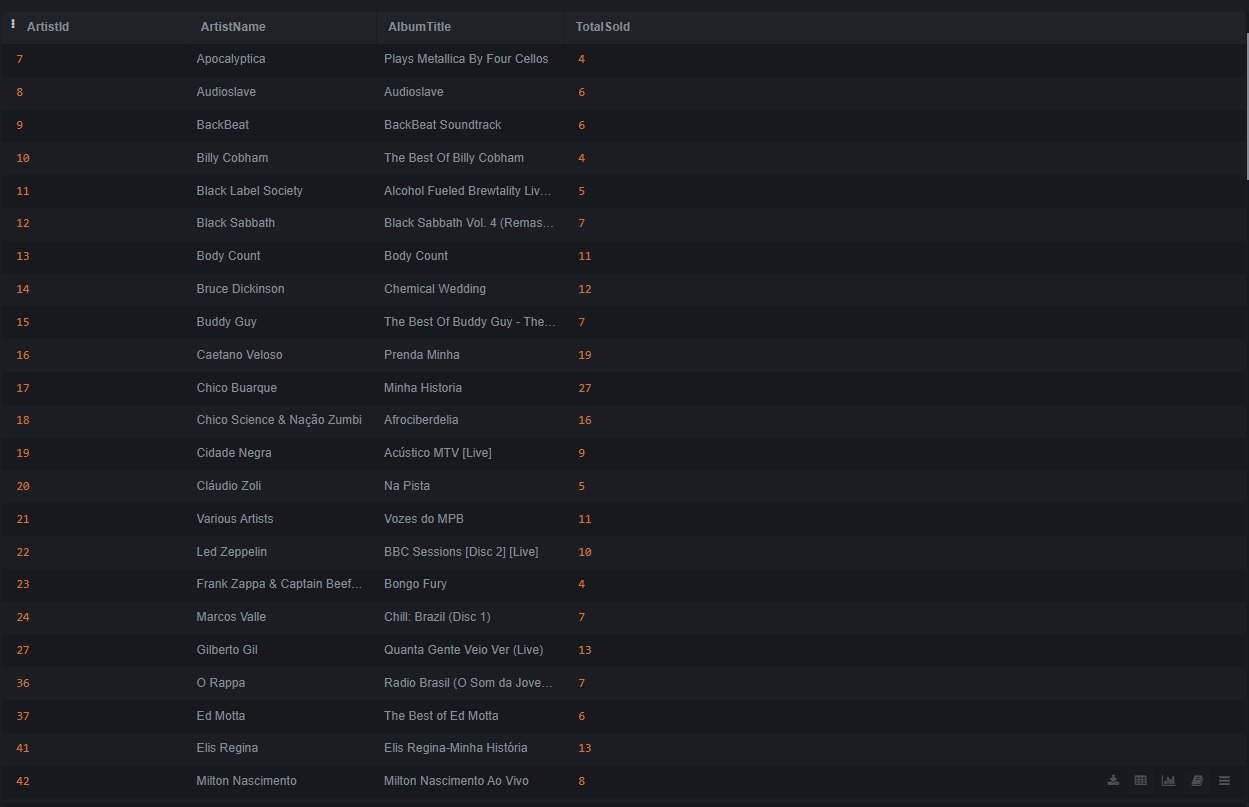 ArtistId ArtistName AlbumTitle TotalSold
7 Apocalyptica Plays Metallica By Four Cellos 4
8 Audioslave Audioslave 6
9 BackBeat BackBeat Soundtrack 6
10 Billy Cobham The Best Of Billy Cobham 4
11 Black Label Society Alcohol Fueled Brewtality Liv... 5
12 Black Sabbath Black Sabbath Vol. 4 (Remas... 7
13 Body Count Body Count 11
14 Bruce Dickinson Chemical Wedding 12
15 Buddy Guy The Best Of Buddy Guy - The... 7
16 Caetano Veloso Prenda Minha 19
17 Chico Buarque Minha Historia 27
18 Chico Science & Nação Zumbi Afrociberdelia 16
19 Cidade Negra Acústico MTV [Live] 9
20 Cláudio Zoli Na Pista 5
21 Various Artists Vozes do MPB 11
22 Led Zeppelin BBC Sessions [Disc 2] [Live] 10
23 Frank Zappa & Captain Beef... Bongo Fury 4
24 Marcos Valle Chill: Brazil (Disc 1) 7
27 Gilberto Gil Quanta Gente Veio Ver (Live) 13
36 O Rappa Radio Brasil (O Som da Jove... 7
37 Ed Motta The Best of Ed Motta 6
41 Elis Regina Elis Regina-Minha História 13
42 Milton Nascimento Milton Nascimento Ao Vivo 8